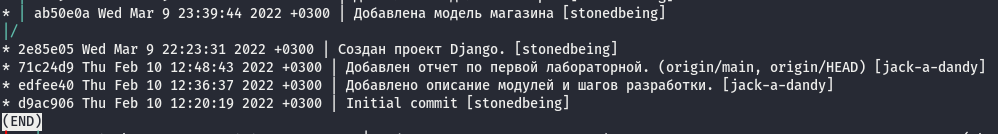 * | ab50e0a Wed Mar 9 23:39:44 2022 +0300 | Добавлена модель магазина [stonedbeing]
|/
* 2e85e05 Wed Mar 9 22:23:31 2022 +0300 | Создан проект Django. [stonedbeing]
* 71c24d9 Thu Feb 10 12:48:43 2022 +0300 | Добавлен отчет по первой лабораторной. (origin/main, origin/HEAD) [jack-a-dandy]
* edfee40 Thu Feb 10 12:36:37 2022 +0300 | Добавлено описание модулей и шагов разработки. [jack-a-dandy]
* d9ac906 Thu Feb 10 12:20:19 2022 +0300 | Initial commit [stonedbeing]
(END)